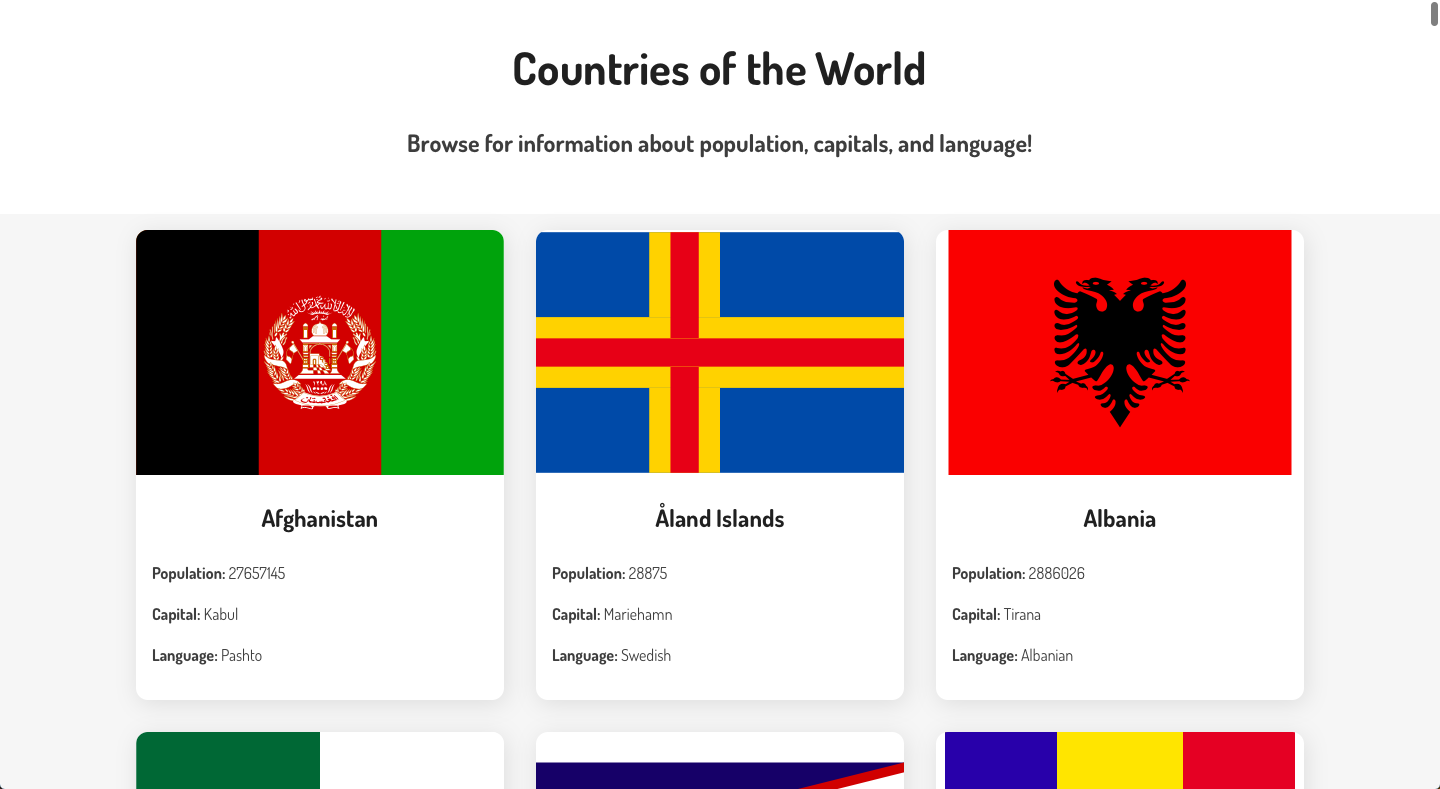 Countries of the World
Browse for information about population, capitals, and language!
Afghanistan
Population: 27657145
Capital: Kabul
Language: Pashto
Åland Islands
Population: 28875
Capital: Mariehamn
Language: Swedish
Albania
Population: 2886026
Capital: Tirana
Language: Albanian